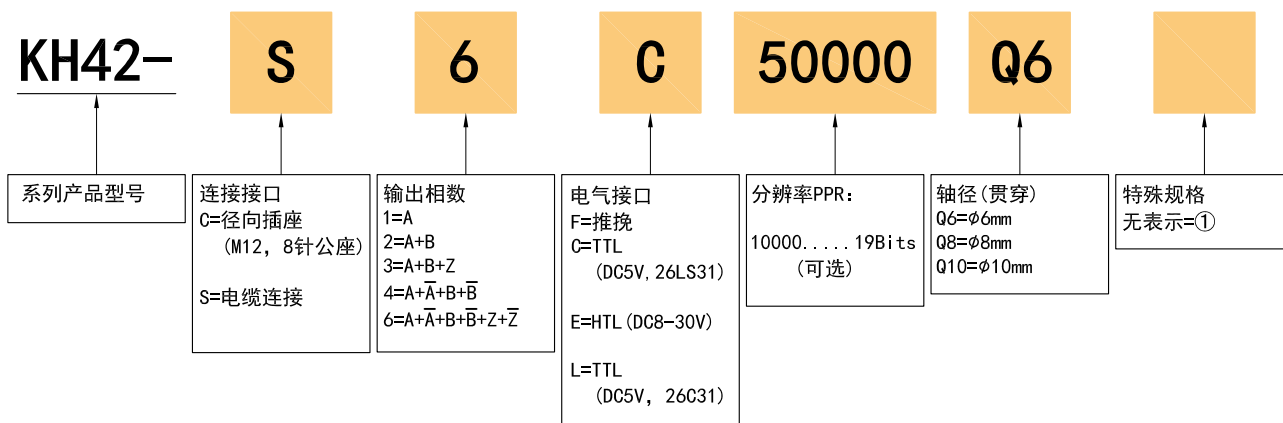 KH42-
S
6
C
50000
Q6
系列产品型号
连接接口
C=径向插座
(M12, 8针公座)
S=电缆连接
输出相数
1=A
2=A+B
3=A+B+Z
4=A+A̅+B+B̅
6=A+A̅+B+B̅+Z+Z̅
电气接口
F=推挽
C=TTL
(DC5V,26LS31)
E=HTL(DC8-30V)
L=TTL
(DC5V, 26C31)
分辨率PPR:
10000.....19Bits
(可选)
轴径(贯穿)
Q6=φ6mm
Q8=φ8mm
Q10=φ10mm
特殊规格
无表示=①